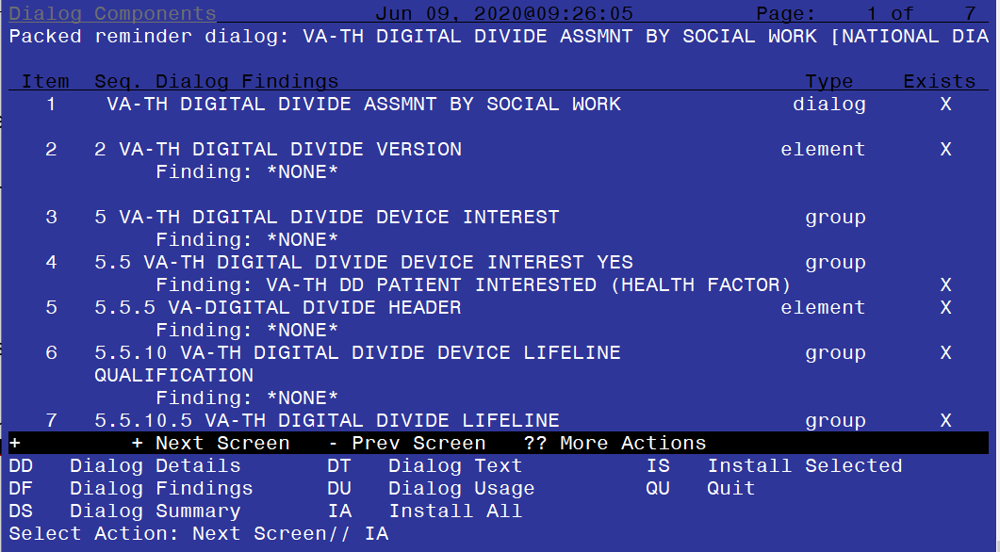 Dialog Components Jun 09, 2020@09:26:05 Page: 1 of 7
Packed reminder dialog: VA-TH DIGITAL DIVIDE ASSMNT BY SOCIAL WORK [NATIONAL DIA
Item Seq. Dialog Findings Type Exists
1 VA-TH DIGITAL DIVIDE ASSMNT BY SOCIAL WORK dialog X
2 2 VA-TH DIGITAL DIVIDE VERSION element X
Finding: *NONE*
3 5 VA-TH DIGITAL DIVIDE DEVICE INTEREST group
Finding: *NONE*
4 5.5 VA-TH DIGITAL DIVIDE DEVICE INTEREST YES group
Finding: VA-TH DD PATIENT INTERESTED (HEALTH FACTOR) X
5 5.5.5 VA-DIGITAL DIVIDE HEADER element X
Finding: *NONE*
6 5.5.10 VA-TH DIGITAL DIVIDE DEVICE LIFELINE group X
QUALIFICATION
Finding: *NONE*
7 5.5.10.5 VA-TH DIGITAL DIVIDE LIFELINE group X
+ + Next Screen - Prev Screen ?? More Actions
DD Dialog Details DT Dialog Text IS Install Selected
DF Dialog Findings DU Dialog Usage QU Quit
DS Dialog Summary IA Install All
Select Action: Next Screen// IA